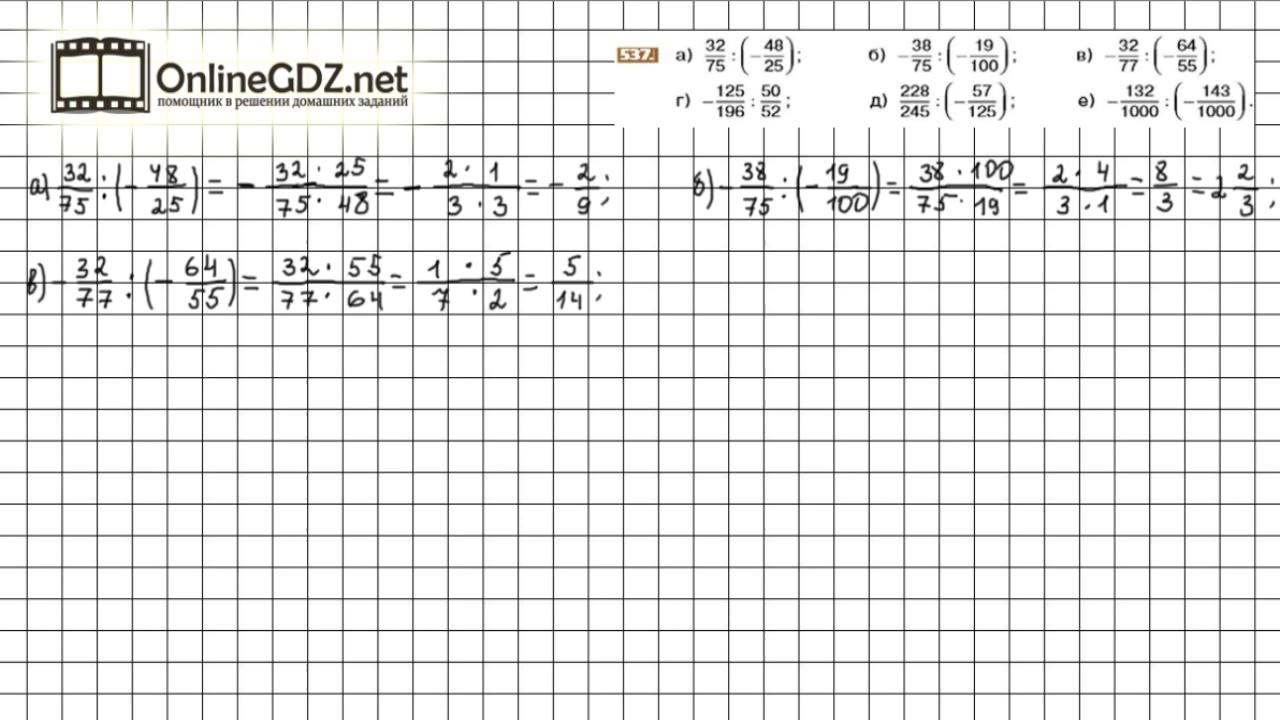 OnlineGDZ.net
помощник в решении домашних заданий
537. а) 32/75 : (−48/25); б) −38/75 : (−19/100); в) −32/77 : (−64/55);
г) −125/196 : 50/52; д) 228/245 : (−57/125); е) −132/1000 : (−143/1000).
а) 32/75 : (−48/25) = − 32·25/75·48 = − 2·1/3·3 = − 2/9; б) −38/75 : (−19/100) = 38·100/75·19 = 2·4/3·1 = 8/3 = 2 2/3;
в) −32/77 : (−64/55) = 32·55/77·64 = 1·5/7·2 = 5/14;